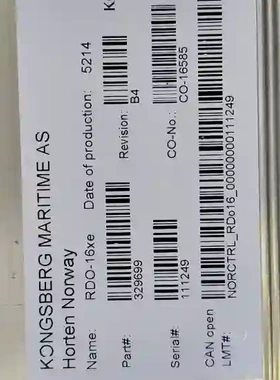 KONGSBERG MARITIME AS
Horten Norway
Name: RDO-16xe Date of production: 5214
Part#: 329699 Revision: B4
Serial#: 111249 CO-No.: CO-16585
CAN open
LMT#: NORCTRL_RDo16_00000000111249